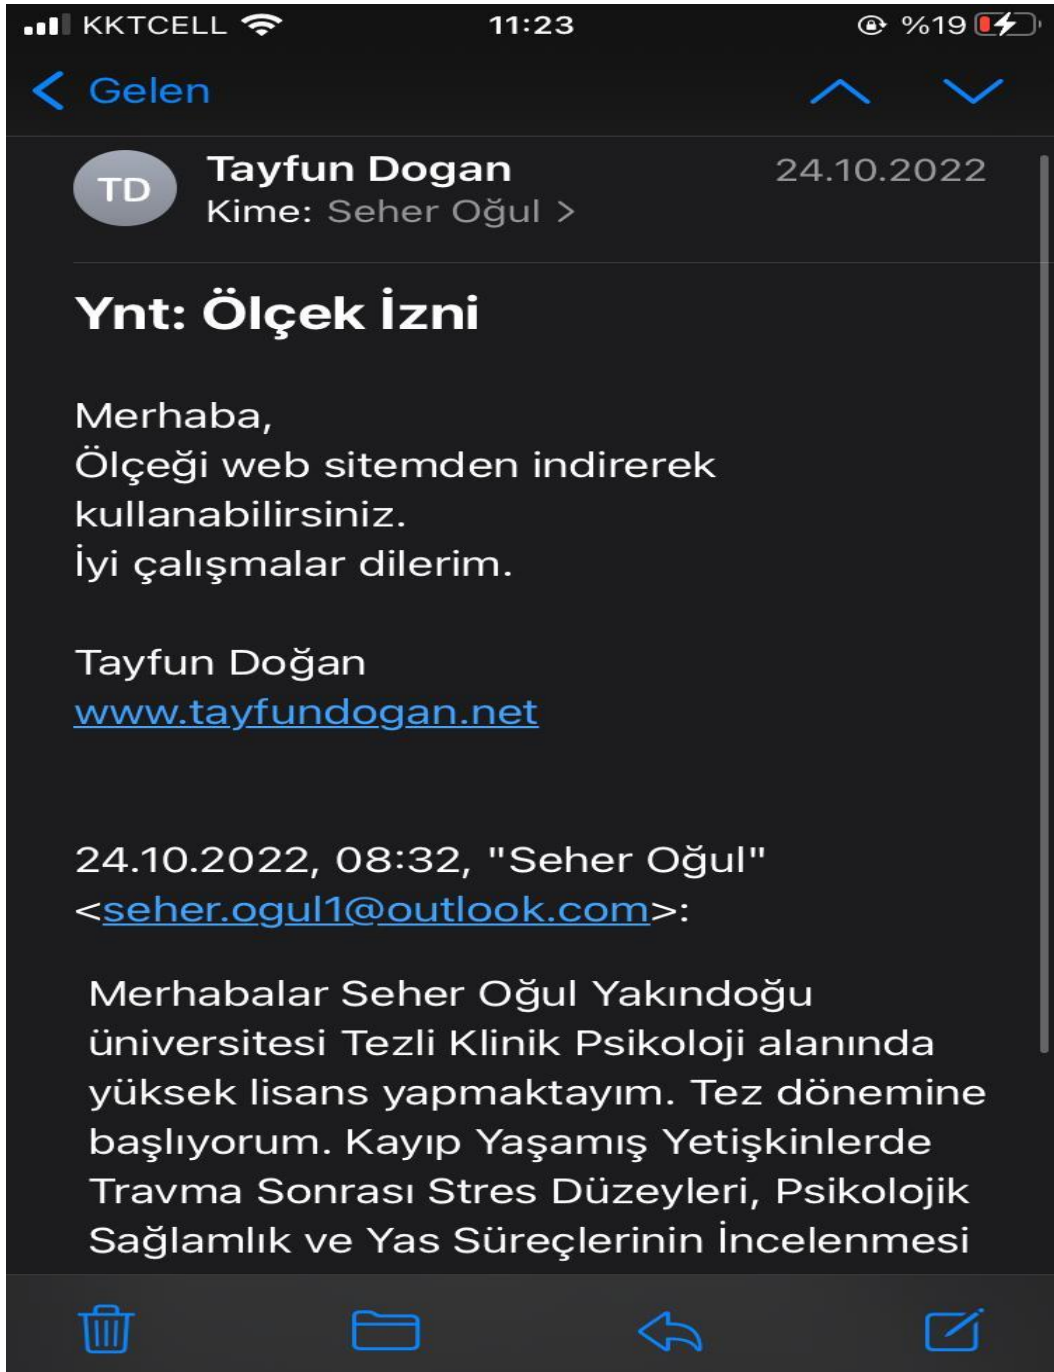 KKTCELL 11:23 %19
Gelen
TD
Tayfun Dogan 24.10.2022
Kime: Seher Oğul >
Ynt: Ölçek İzni
Merhaba,
Ölçeği web sitemden indirerek
kullanabilirsiniz.
İyi çalışmalar dilerim.
Tayfun Doğan
www.tayfundogan.net
24.10.2022, 08:32, "Seher Oğul"
<seher.ogul1@outlook.com>:
Merhabalar Seher Oğul Yakındoğu
üniversitesi Tezli Klinik Psikoloji alanında
yüksek lisans yapmaktayım. Tez dönemine
başlıyorum. Kayıp Yaşamış Yetişkinlerde
Travma Sonrası Stres Düzeyleri, Psikolojik
Sağlamlık ve Yas Süreçlerinin İncelenmesi